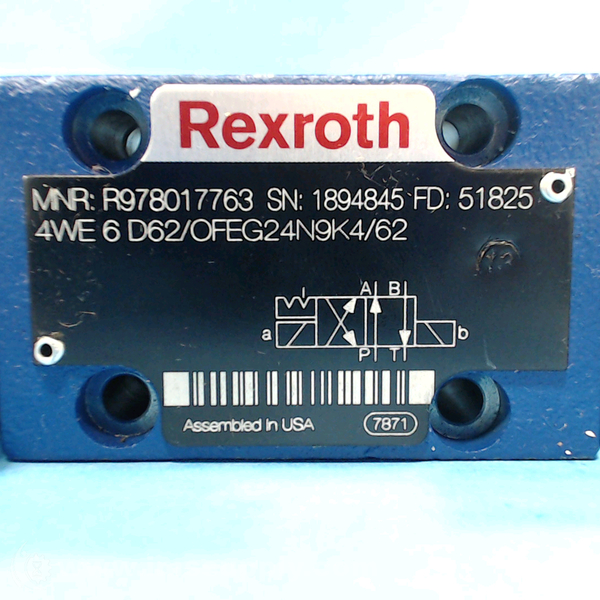 Rexroth
MNR: R978017763 SN: 1894845 FD: 51825
4WE 6 D62/OFEG24N9K4/62
A B
a b
P T
Assembled in USA 7871